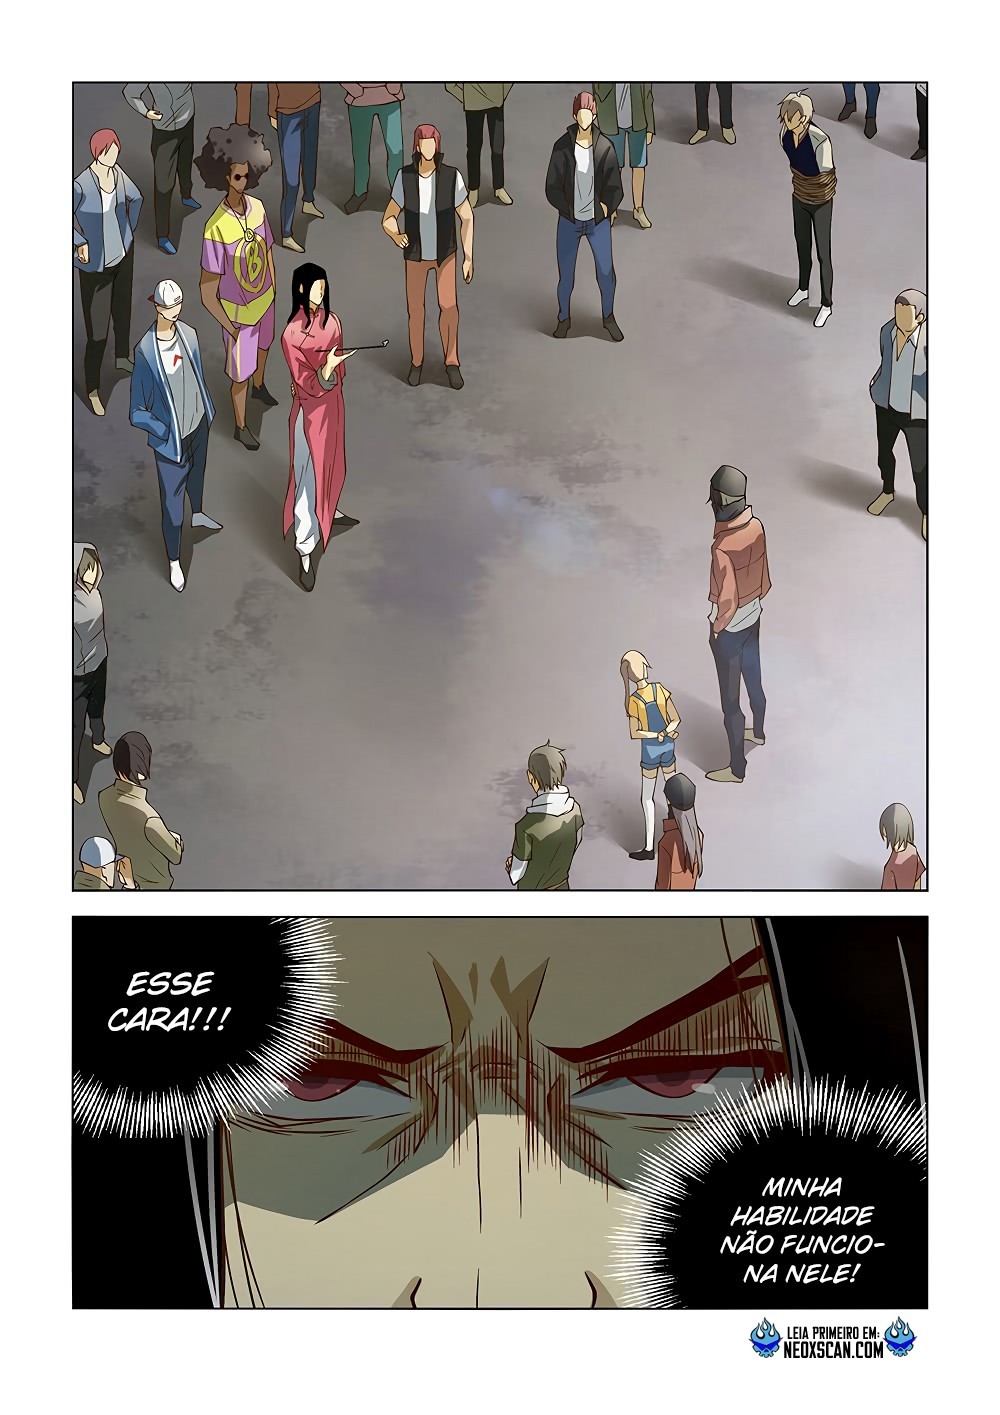 ESSE
CARA!!!
MINHA
HABILIDADE
NÃO FUNCIO-
NA NELE!
LEIA PRIMEIRO EM:
NEOXSCAN.COM